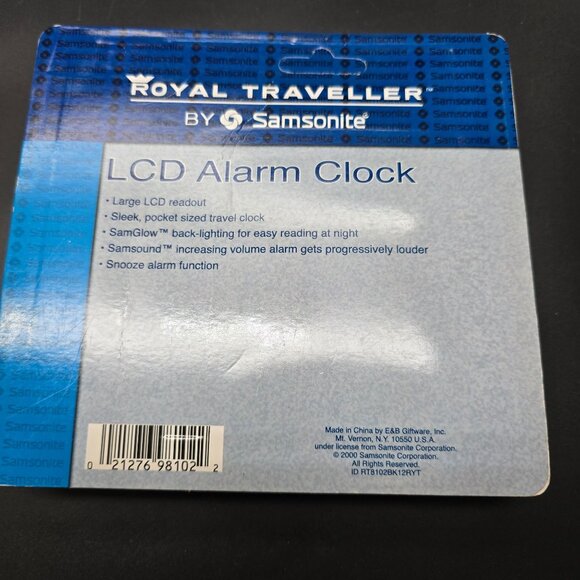 ROYAL TRAVELLER™
BY Samsonite®
LCD Alarm Clock
• Large LCD readout
• Sleek, pocket sized travel clock
• SamGlow™ back-lighting for easy reading at night
• Samsound™ increasing volume alarm gets progressively louder
• Snooze alarm function
Made in China by E&B Giftware, Inc.
Mt. Vernon, N.Y. 10550 U.S.A.
under license from Samsonite Corporation.
© 2000 Samsonite Corporation.
All Rights Reserved.
ID RT8102BK12RYT
0 21276 98102 2